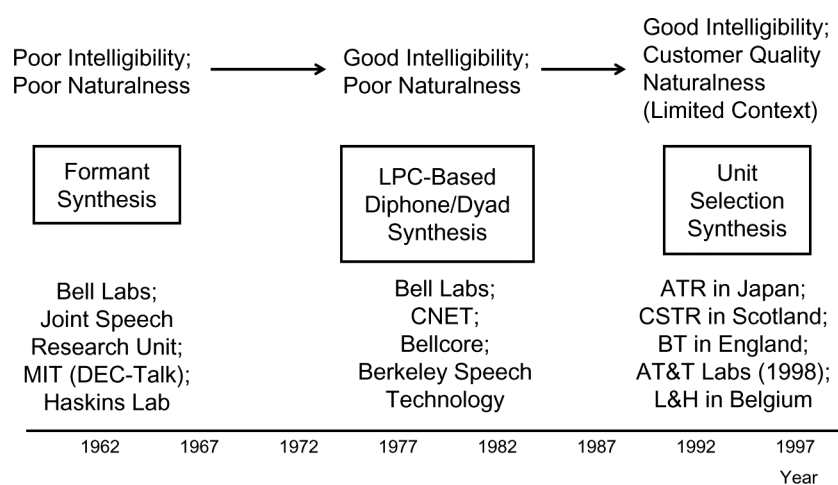 Poor Intelligibility;
Poor Naturalness
Good Intelligibility;
Poor Naturalness
Good Intelligibility;
Customer Quality
Naturalness
(Limited Context)
Formant
Synthesis
LPC-Based
Diphone/Dyad
Synthesis
Unit
Selection
Synthesis
Bell Labs;
Joint Speech
Research Unit;
MIT (DEC-Talk);
Haskins Lab
Bell Labs;
CNET;
Bellcore;
Berkeley Speech
Technology
ATR in Japan;
CSTR in Scotland;
BT in England;
AT&T Labs (1998);
L&H in Belgium
1962 1967 1972 1977 1982 1987 1992 1997
Year